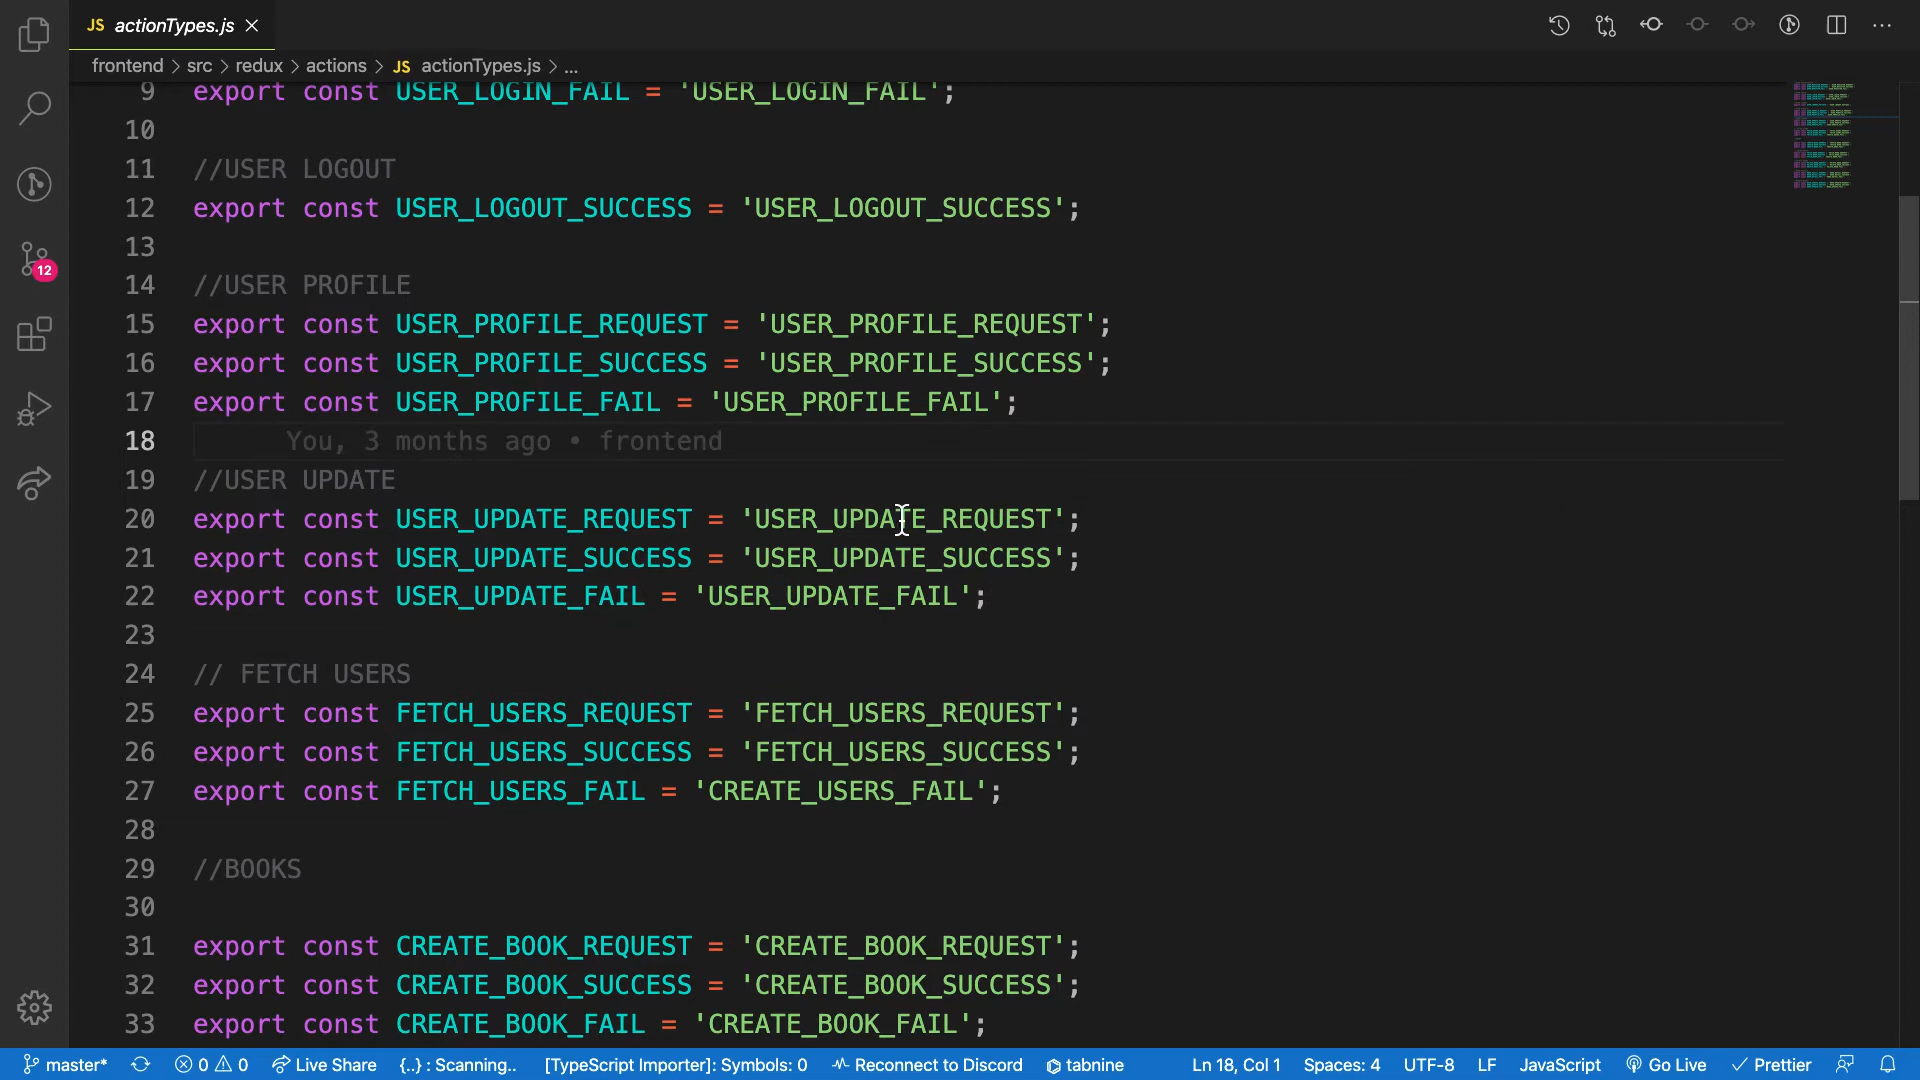 JS actionTypes.js
frontend > src > redux > actions > JS actionTypes.js > ...
9 export const USER_LOGIN_FAIL = 'USER_LOGIN_FAIL';
10
11 //USER LOGOUT
12 export const USER_LOGOUT_SUCCESS = 'USER_LOGOUT_SUCCESS';
13
14 //USER PROFILE
15 export const USER_PROFILE_REQUEST = 'USER_PROFILE_REQUEST';
16 export const USER_PROFILE_SUCCESS = 'USER_PROFILE_SUCCESS';
17 export const USER_PROFILE_FAIL = 'USER_PROFILE_FAIL';
18 You, 3 months ago • frontend
19 //USER UPDATE
20 export const USER_UPDATE_REQUEST = 'USER_UPDATE_REQUEST';
21 export const USER_UPDATE_SUCCESS = 'USER_UPDATE_SUCCESS';
22 export const USER_UPDATE_FAIL = 'USER_UPDATE_FAIL';
23
24 // FETCH USERS
25 export const FETCH_USERS_REQUEST = 'FETCH_USERS_REQUEST';
26 export const FETCH_USERS_SUCCESS = 'FETCH_USERS_SUCCESS';
27 export const FETCH_USERS_FAIL = 'CREATE_USERS_FAIL';
28
29 //BOOKS
30
31 export const CREATE_BOOK_REQUEST = 'CREATE_BOOK_REQUEST';
32 export const CREATE_BOOK_SUCCESS = 'CREATE_BOOK_SUCCESS';
33 export const CREATE_BOOK_FAIL = 'CREATE_BOOK_FAIL';
12
master* 0 0 Live Share {..} : Scanning.. [TypeScript Importer]: Symbols: 0 Reconnect to Discord tabnine Ln 18, Col 1 Spaces: 4 UTF-8 LF JavaScript Go Live Prettier